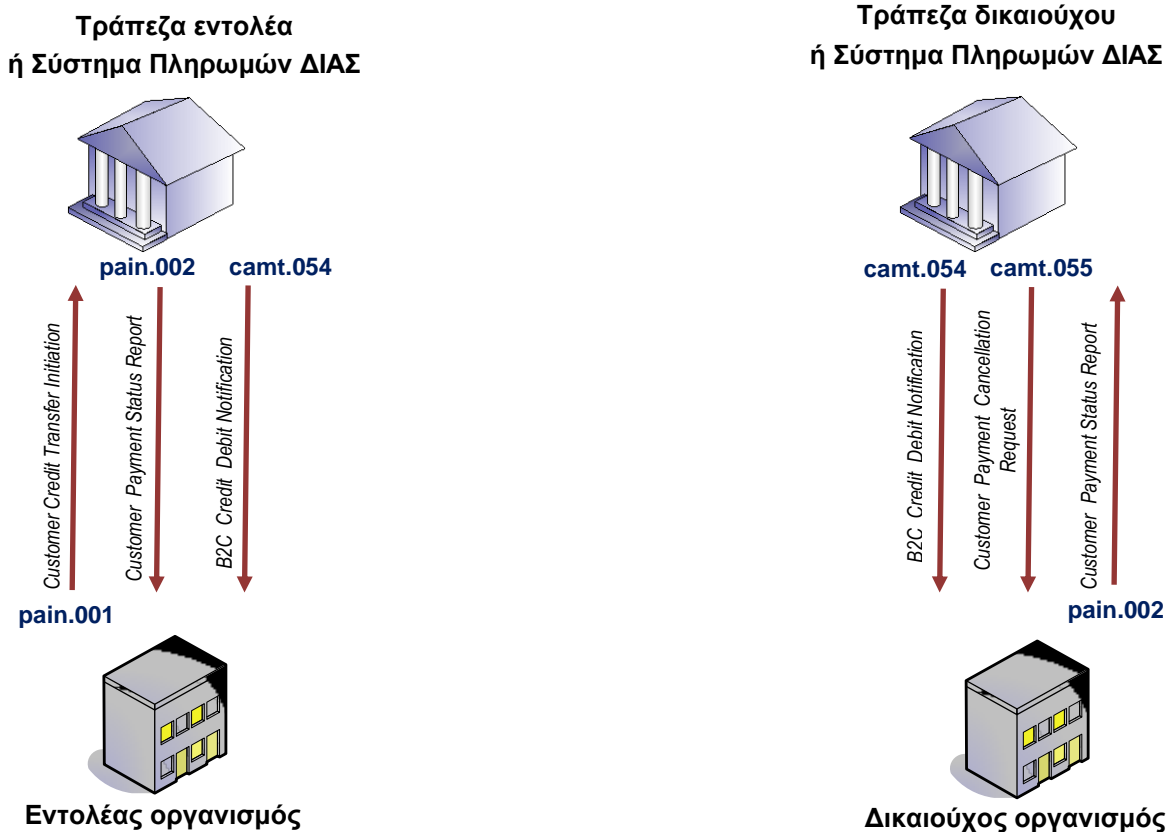 Τράπεζα εντολέα
ή Σύστημα Πληρωμών ΔΙΑΣ
pain.002 camt.054
Customer Credit Transfer Initiation
Customer Payment Status Report
B2C Credit Debit Notification
pain.001
Εντολέας οργανισμός
Τράπεζα δικαιούχου
ή Σύστημα Πληρωμών ΔΙΑΣ
camt.054 camt.055
B2C Credit Debit Notification
Customer Payment Cancellation
Request
Customer Payment Status Report
pain.002
Δικαιούχος οργανισμός